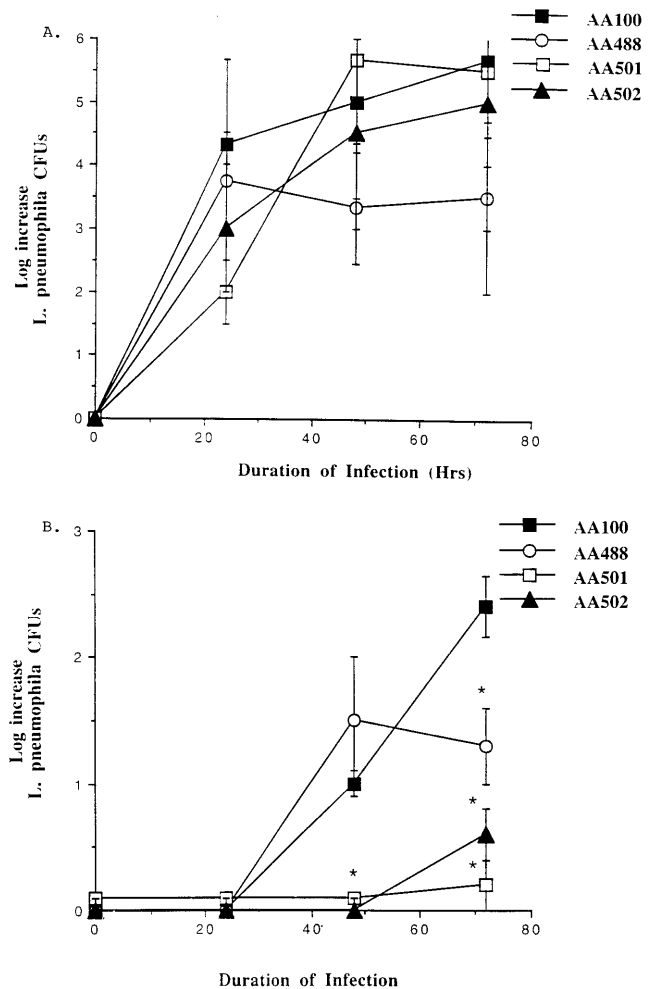 A.
AA100
AA488
AA501
AA502
6
5
4
3
2
1
0
Log increase
L. pneumophila CFUs
0 20 40 60 80
Duration of Infection (Hrs)
B.
AA100
AA488
AA501
AA502
3
2
1
0
Log increase
L. pneumophila CFUs
*
*
*
*
0 20 40 60 80
Duration of Infection